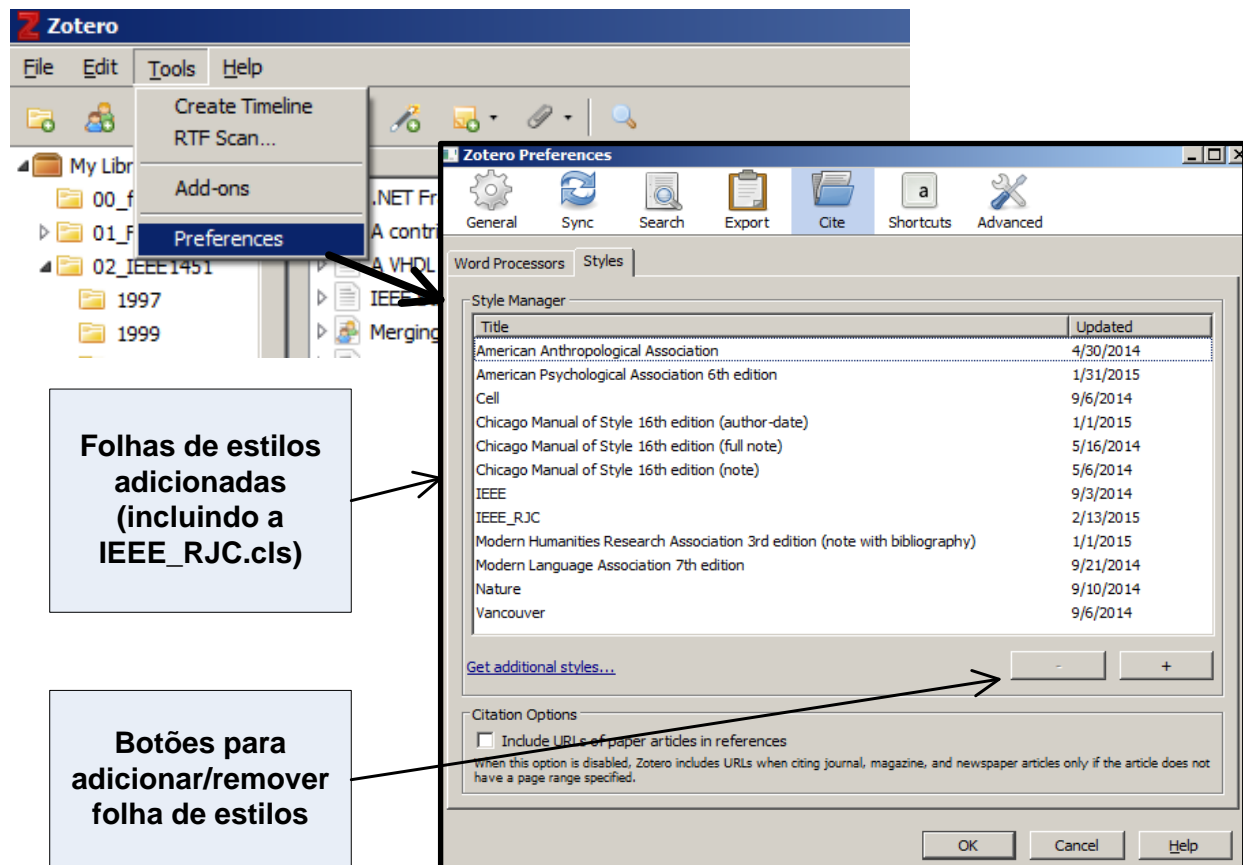 Zotero
File Edit Tools Help
Create Timeline
RTF Scan...
Add-ons
Preferences
My Libr
00_f
01_F
02_IEEE1451
1997
1999
.NET Fr
A contri
A VHDL
IEEE
Merging
Zotero Preferences
General Sync Search Export Cite Shortcuts Advanced
Word Processors Styles
Style Manager
Title Updated
American Anthropological Association 4/30/2014
American Psychological Association 6th edition 1/31/2015
Cell 9/6/2014
Chicago Manual of Style 16th edition (author-date) 1/1/2015
Chicago Manual of Style 16th edition (full note) 5/16/2014
Chicago Manual of Style 16th edition (note) 5/6/2014
IEEE 9/3/2014
IEEE_RJC 2/13/2015
Modern Humanities Research Association 3rd edition (note with bibliography) 1/1/2015
Modern Language Association 7th edition 9/21/2014
Nature 9/10/2014
Vancouver 9/6/2014
Get additional styles...
- +
Citation Options
Include URLs of paper articles in references
When this option is disabled, Zotero includes URLs when citing journal, magazine, and newspaper articles only if the article does not
have a page range specified.
OK Cancel Help
Folhas de estilos
adicionadas
(incluindo a
IEEE_RJC.cls)
Botões para
adicionar/remover
folha de estilos